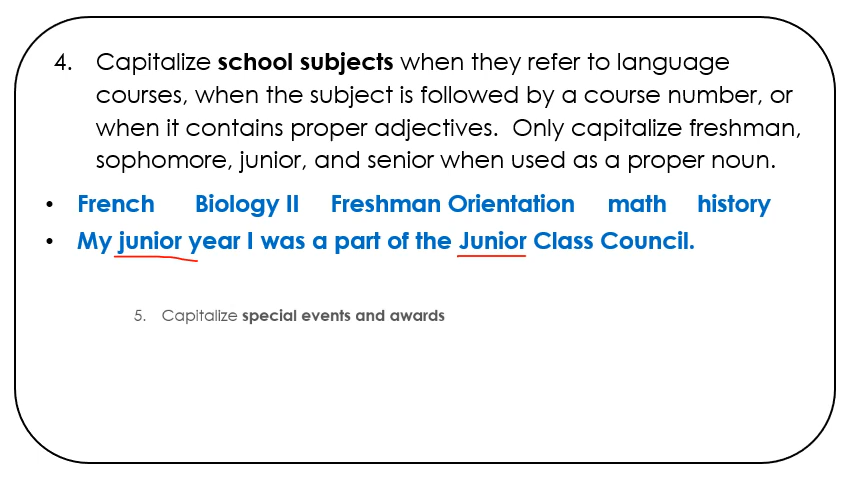 4. Capitalize school subjects when they refer to language
courses, when the subject is followed by a course number, or
when it contains proper adjectives. Only capitalize freshman,
sophomore, junior, and senior when used as a proper noun.
• French Biology II Freshman Orientation math history
• My junior year I was a part of the Junior Class Council.
5. Capitalize special events and awards